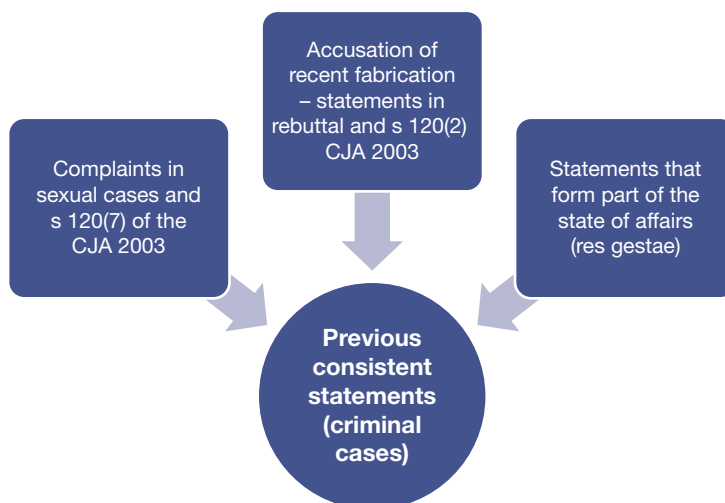 Accusation of
recent fabrication
– statements in
rebuttal and s 120(2)
CJA 2003
Complaints in
sexual cases and
s 120(7) of the
CJA 2003
Statements that
form part of the
state of affairs
(res gestae)
Previous
consistent
statements
(criminal
cases)